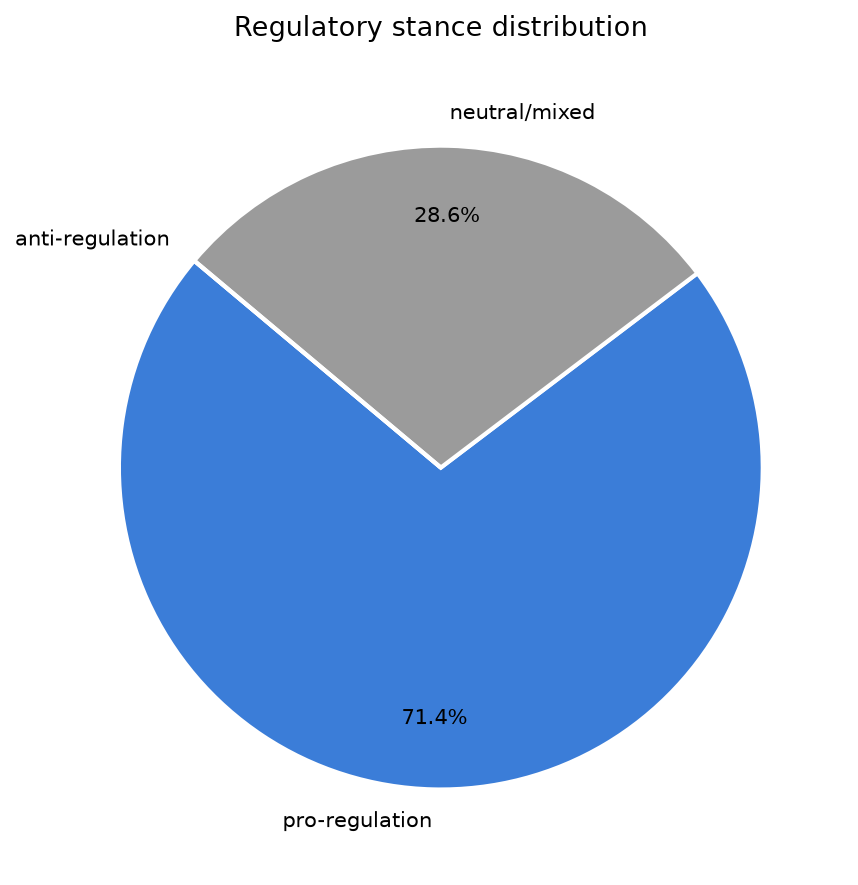 Regulatory stance distribution
neutral/mixed
28.6%
anti-regulation
71.4%
pro-regulation